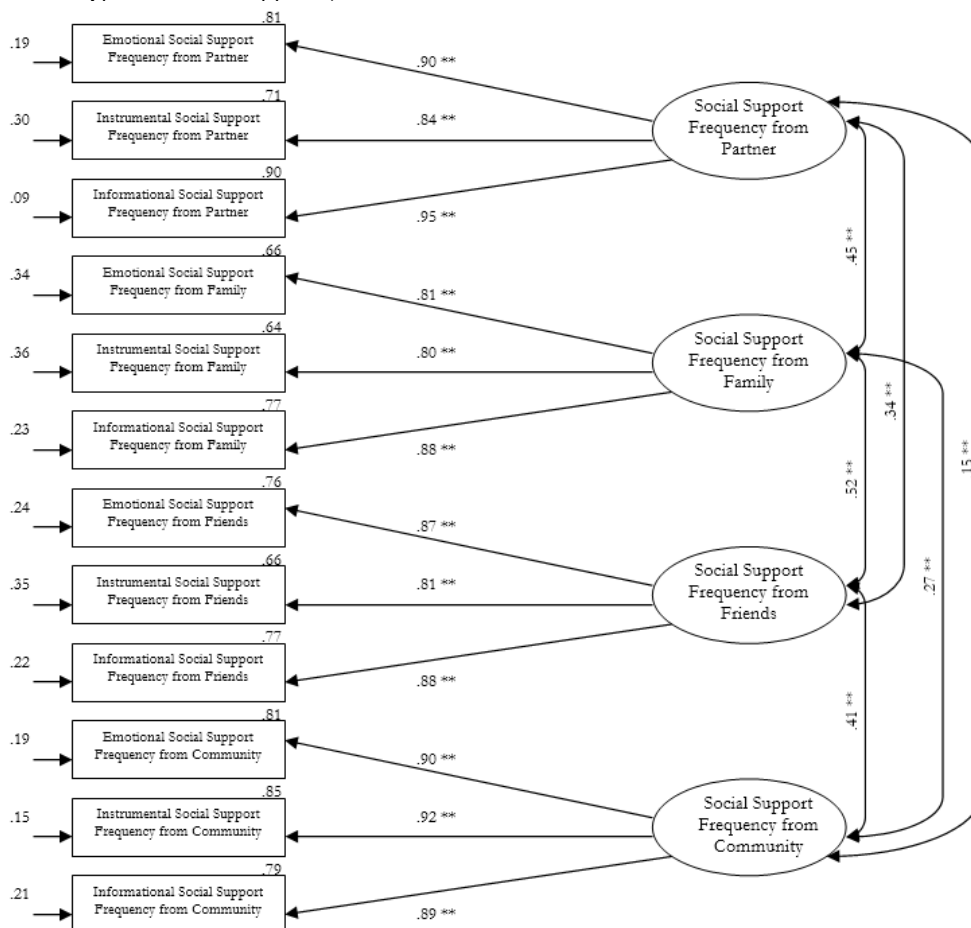 .81
.19
Emotional Social Support
Frequency from Partner
.90 **
.71
.30
Instrumental Social Support
Frequency from Partner
.84 **
.90
.09
Informational Social Support
Frequency from Partner
.95 **
Social Support
Frequency from
Partner
.66
.34
Emotional Social Support
Frequency from Family
.81 **
.64
.36
Instrumental Social Support
Frequency from Family
.80 **
.77
.23
Informational Social Support
Frequency from Family
.88 **
Social Support
Frequency from
Family
.76
.24
Emotional Social Support
Frequency from Friends
.87 **
.66
.35
Instrumental Social Support
Frequency from Friends
.81 **
.77
.22
Informational Social Support
Frequency from Friends
.88 **
Social Support
Frequency from
Friends
.81
.19
Emotional Social Support
Frequency from Community
.90 **
.85
.15
Instrumental Social Support
Frequency from Community
.92 **
.79
.21
Informational Social Support
Frequency from Community
.89 **
Social Support
Frequency from
Community
.45 **
.34 **
.15 **
.52 **
.27 **
.41 **